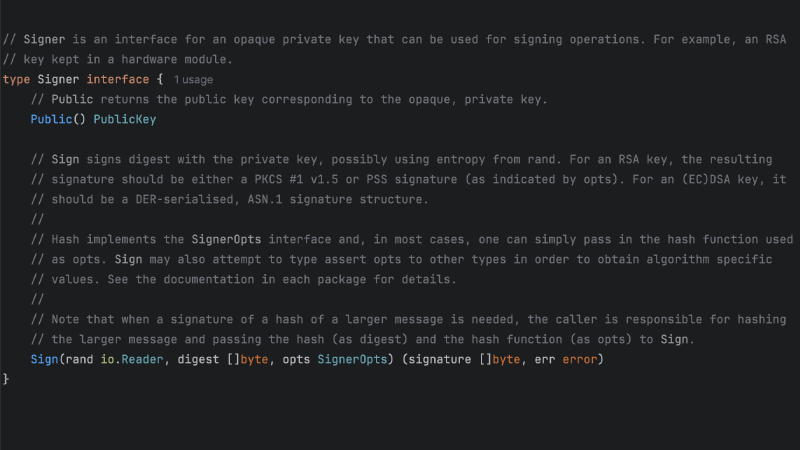 // Signer is an interface for an opaque private key that can be used for signing operations. For example, an RSA
// key kept in a hardware module.
type Signer interface { 1 usage
// Public returns the public key corresponding to the opaque, private key.
Public() PublicKey
// Sign signs digest with the private key, possibly using entropy from rand. For an RSA key, the resulting
// signature should be either a PKCS #1 v1.5 or PSS signature (as indicated by opts). For an (EC)DSA key, it
// should be a DER-serialised, ASN.1 signature structure.
//
// Hash implements the SignerOpts interface and, in most cases, one can simply pass in the hash function used
// as opts. Sign may also attempt to type assert opts to other types in order to obtain algorithm specific
// values. See the documentation in each package for details.
//
// Note that when a signature of a hash of a larger message is needed, the caller is responsible for hashing
// the larger message and passing the hash (as digest) and the hash function (as opts) to Sign.
Sign(rand io.Reader, digest []byte, opts SignerOpts) (signature []byte, err error)
}